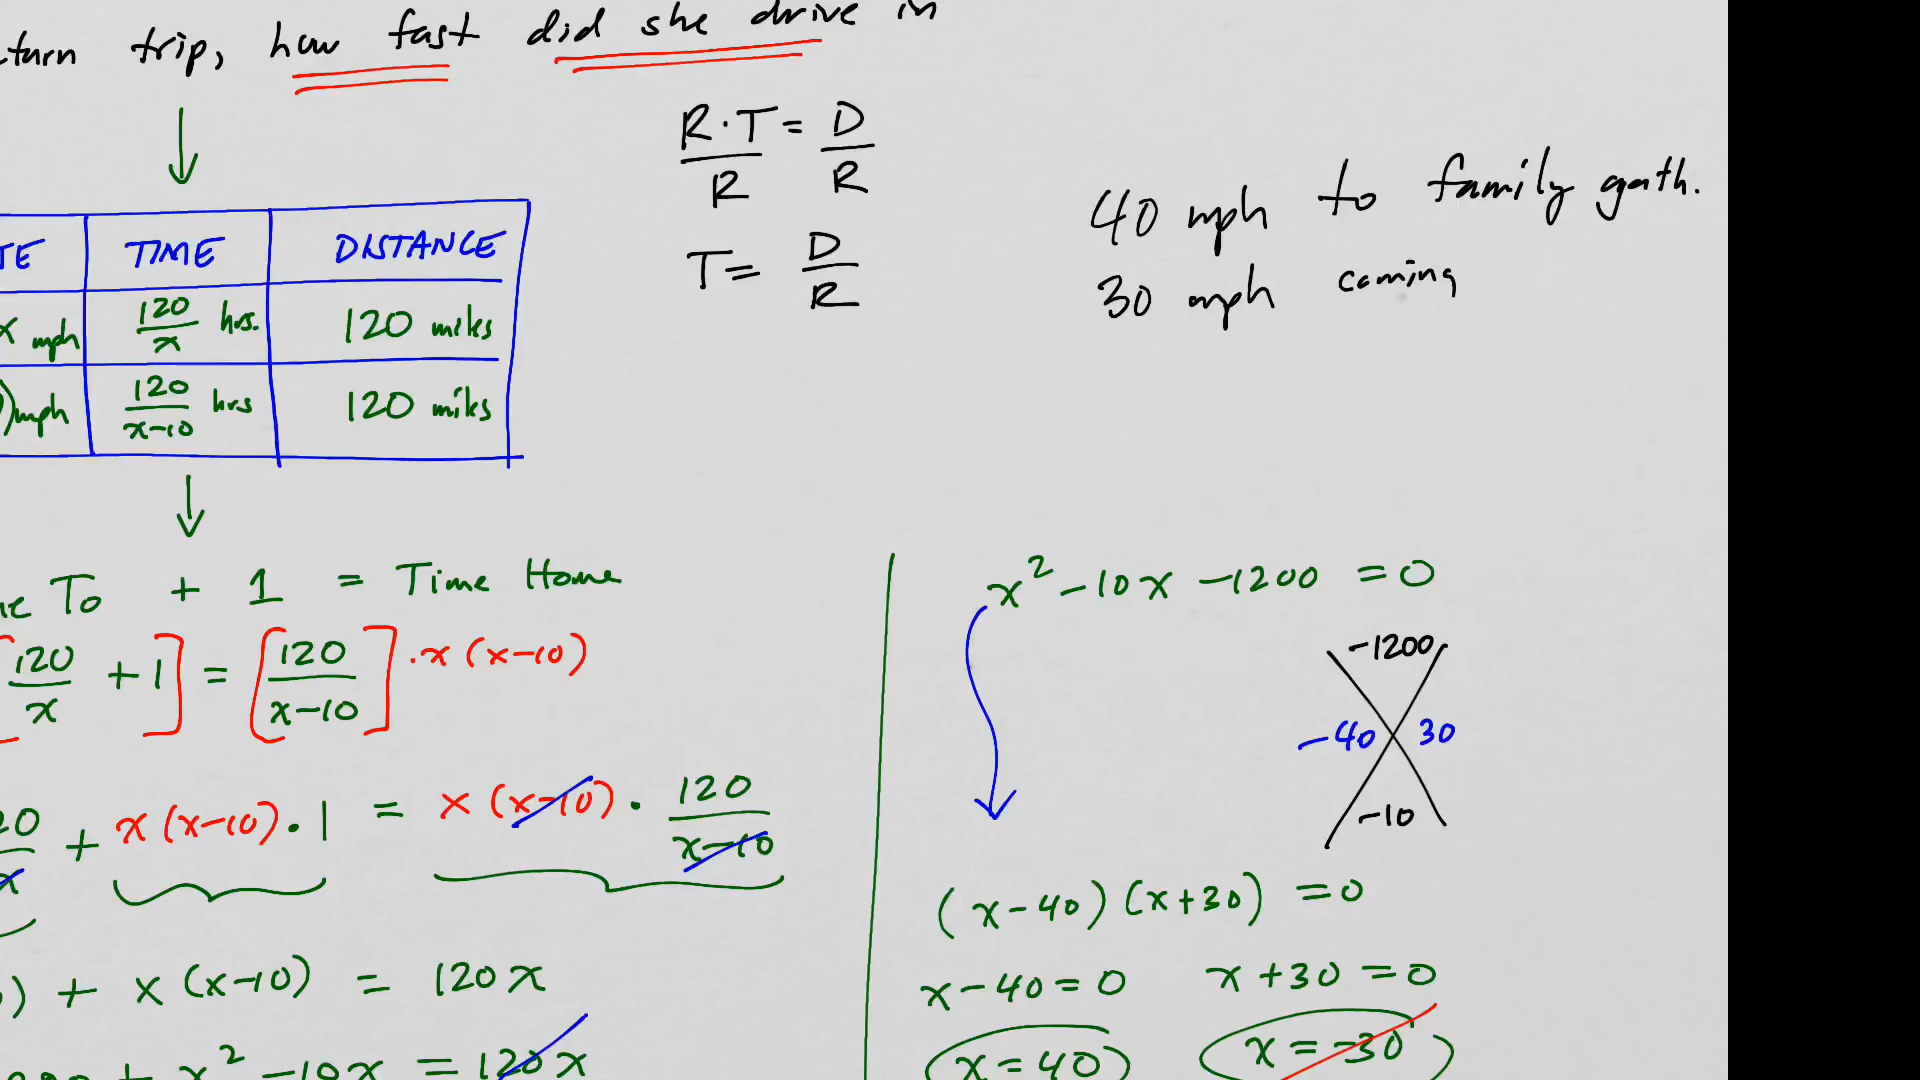 turn trip, how fast did she drive in
R·T = D
R R
T = D/R
40 mph to family gath.
30 mph coming
TE TIME DISTANCE
x mph 120/x hrs. 120 miles
)mph 120/x-10 hrs 120 miles
me To + 1 = Time Home
[120/x + 1] = [120/x-10] · x(x-10)
20/x + x(x-10) · 1 = x(x-10) · 120/x-10
) + x(x-10) = 120x
+ x² - 10x = 120x
x² - 10x - 1200 = 0
-1200
-40 30
-10
(x-40)(x+30) = 0
x-40=0 x+30=0
x=40 x=-30